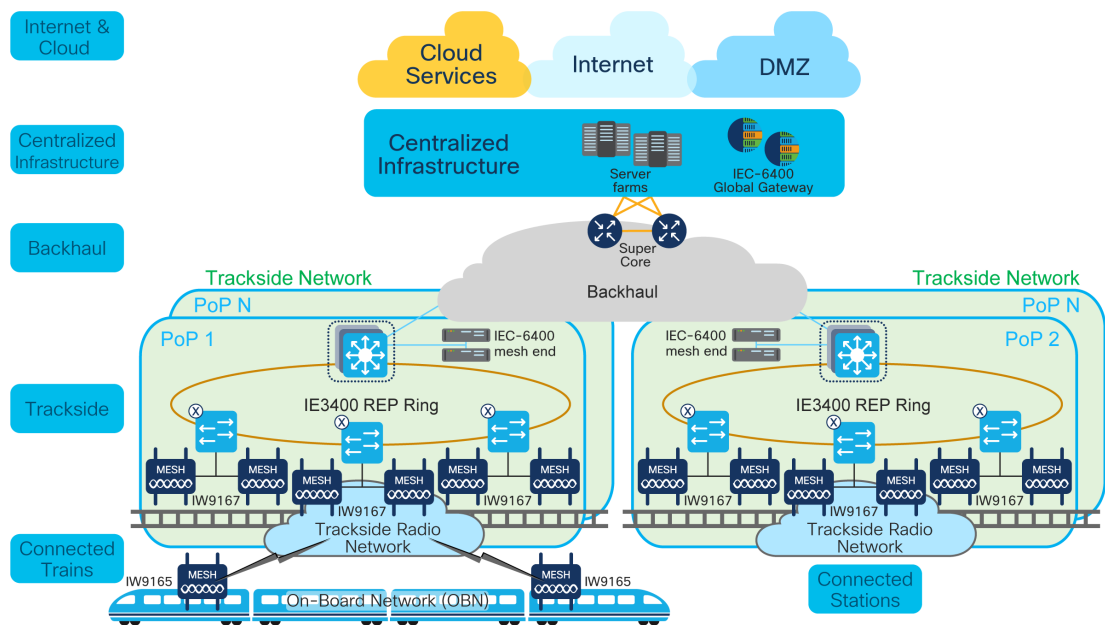 Internet &
Cloud
Cloud
Services
Internet
DMZ
Centralized
Infrastructure
Centralized
Infrastructure
Server
farms
IEC-6400
Global Gateway
Backhaul
Super
Core
Backhaul
Trackside Network
PoP N
PoP 1
IEC-6400
mesh end
Trackside Network
PoP N
PoP 2
IEC-6400
mesh end
Trackside
IE3400 REP Ring
X
X
X
MESH
MESH
MESH
MESH
MESH
MESH
IW9167
IW9167
IW9167
Trackside Radio
Network
IE3400 REP Ring
X
X
X
MESH
MESH
MESH
MESH
MESH
MESH
IW9167
IW9167
IW9167
Trackside Radio
Network
Connected
Trains
IW9165
MESH
MESH
IW9165
On-Board Network (OBN)
Connected
Stations